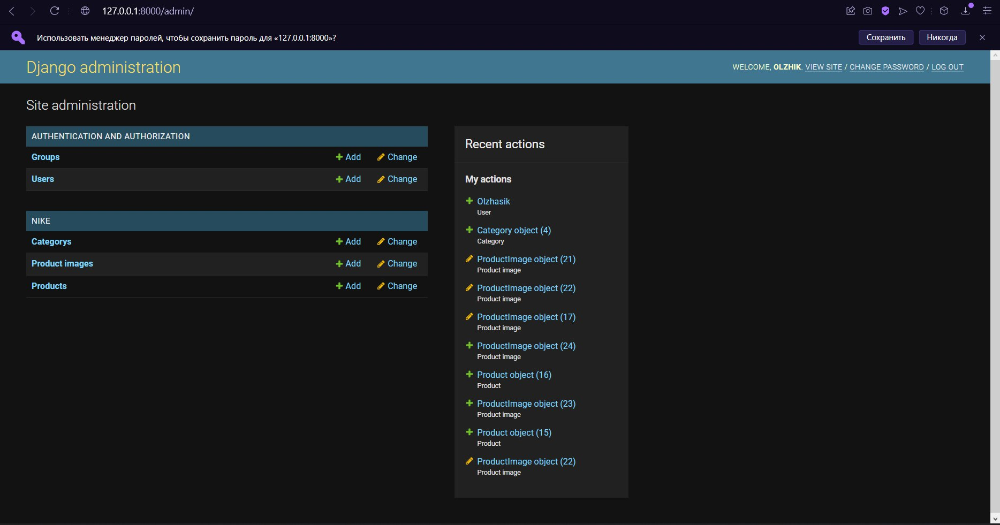 127.0.0.1:8000/admin/
Использовать менеджер паролей, чтобы сохранить пароль для «127.0.0.1:8000»?
Сохранить
Никогда
Django administration
WELCOME, OLZHIK. VIEW SITE / CHANGE PASSWORD / LOG OUT
Site administration
AUTHENTICATION AND AUTHORIZATION
Groups Add Change
Users Add Change
NIKE
Categorys Add Change
Product images Add Change
Products Add Change
Recent actions
My actions
Olzhasik
User
Category object (4)
Category
ProductImage object (21)
Product image
ProductImage object (22)
Product image
ProductImage object (17)
Product image
ProductImage object (24)
Product image
Product object (16)
Product
ProductImage object (23)
Product image
Product object (15)
Product
ProductImage object (22)
Product image